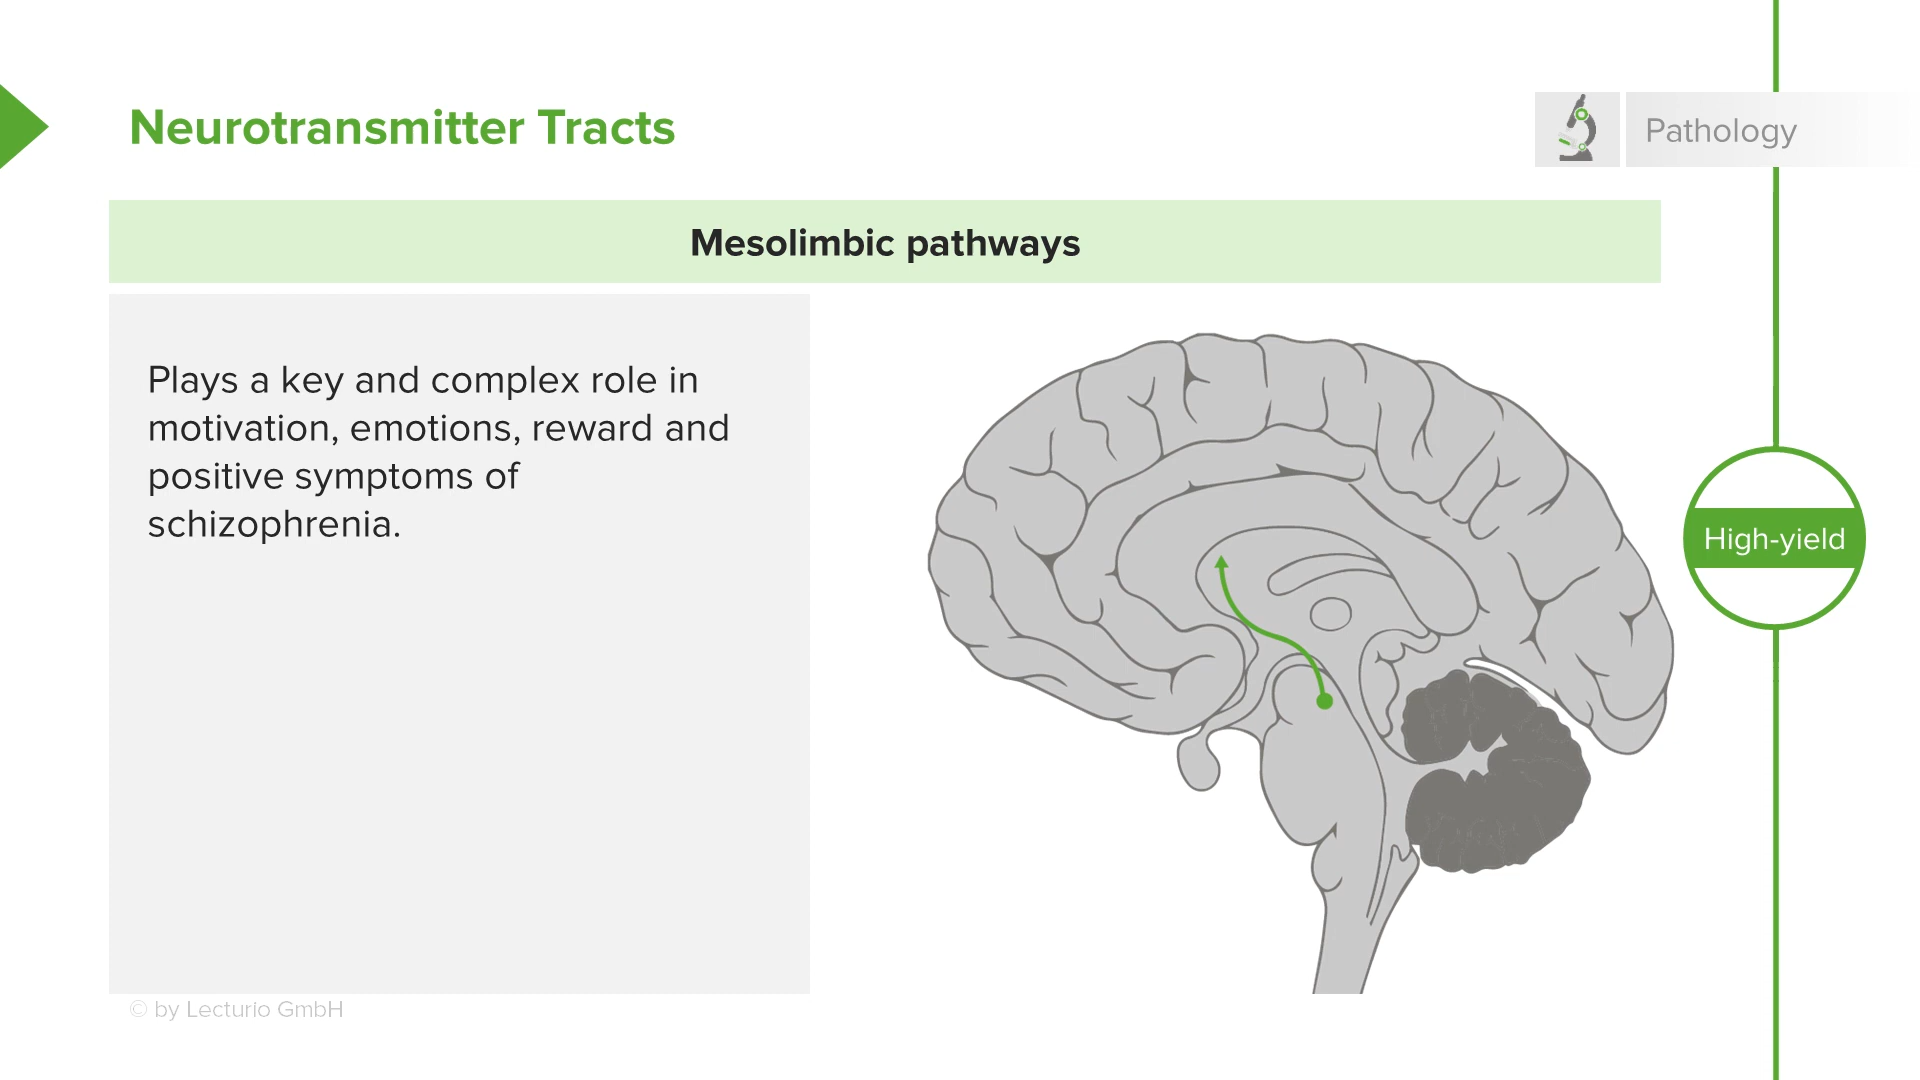 Neurotransmitter Tracts
Pathology
Mesolimbic pathways
Plays a key and complex role in
motivation, emotions, reward and
positive symptoms of
schizophrenia.
High-yield
© by Lecturio GmbH